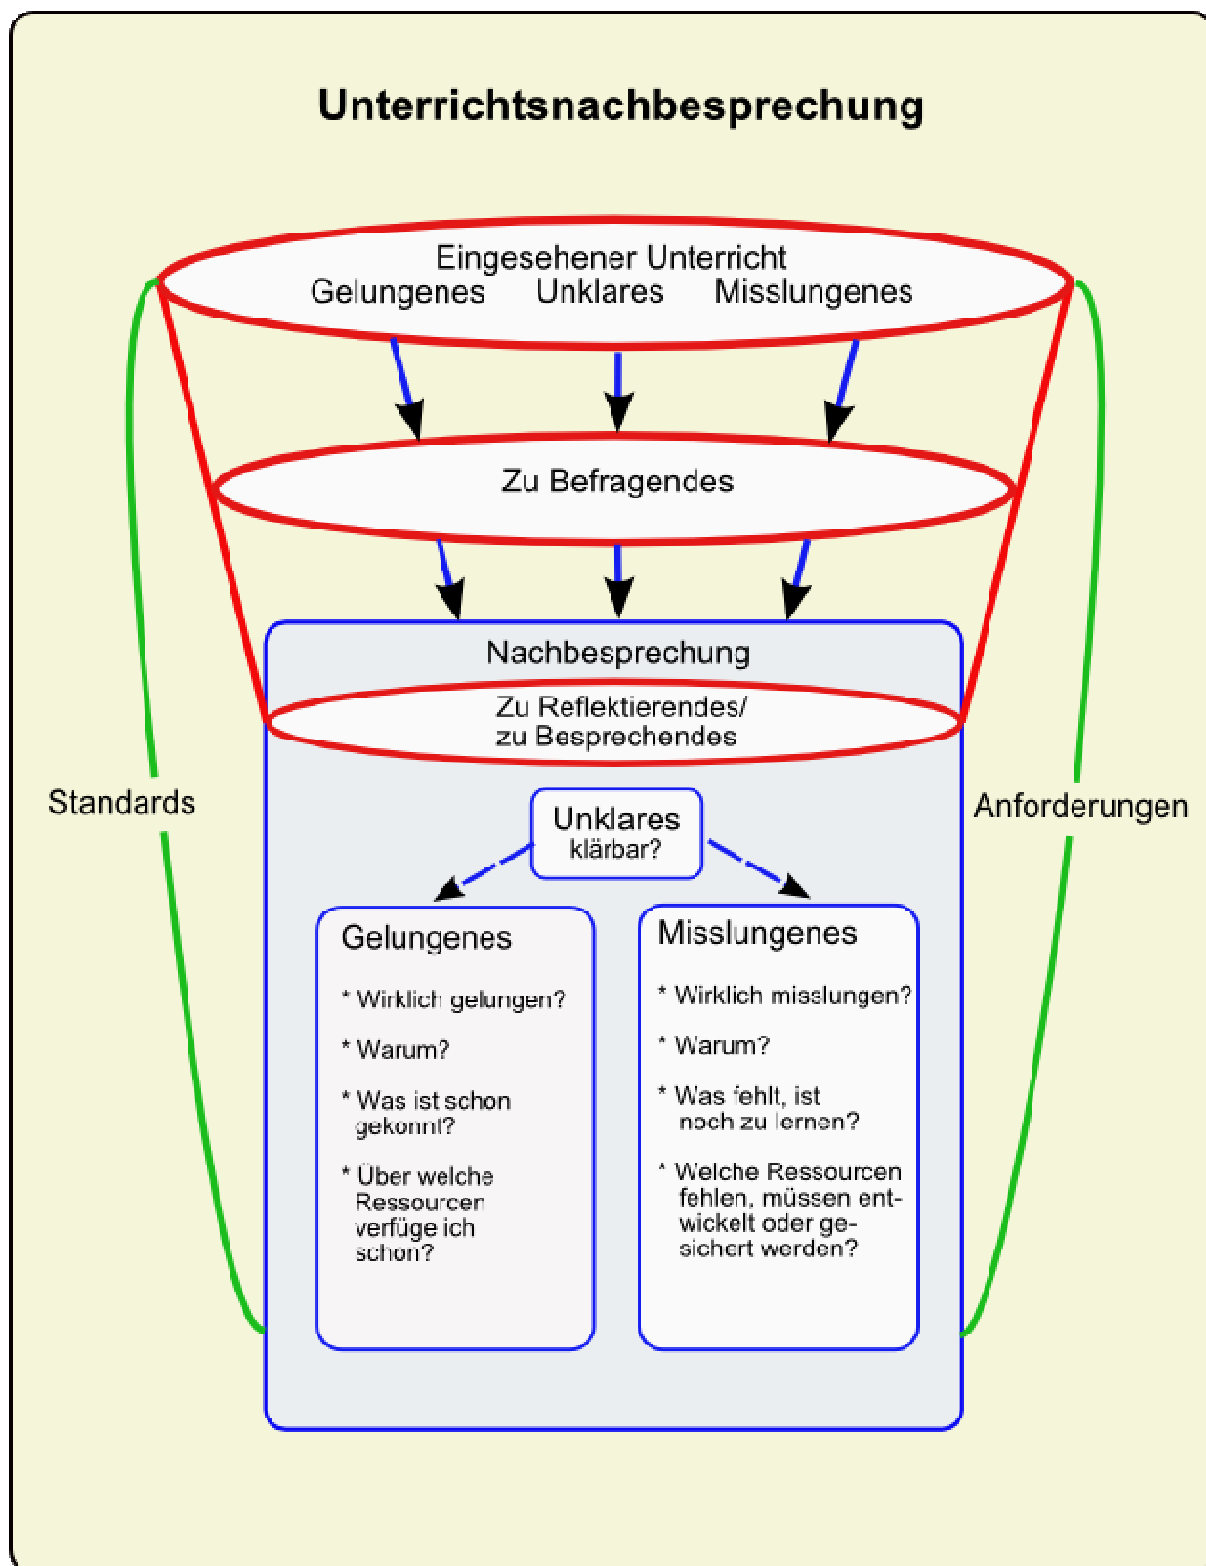 Unterrichtsnachbesprechung
Eingesehener Unterricht
Gelungenes Unklares Misslungenes
Zu Befragendes
Nachbesprechung
Zu Reflektierendes/
zu Besprechendes
Standards
Anforderungen
Unklares
klärbar?
Gelungenes
* Wirklich gelungen?
* Warum?
* Was ist schon
gekonnt?
* Über welche
Ressourcen
verfüge ich
schon?
Misslungenes
* Wirklich misslungen?
* Warum?
* Was fehlt, ist
noch zu lernen?
* Welche Ressourcen
fehlen, müssen ent-
wickelt oder ge-
sichert werden?